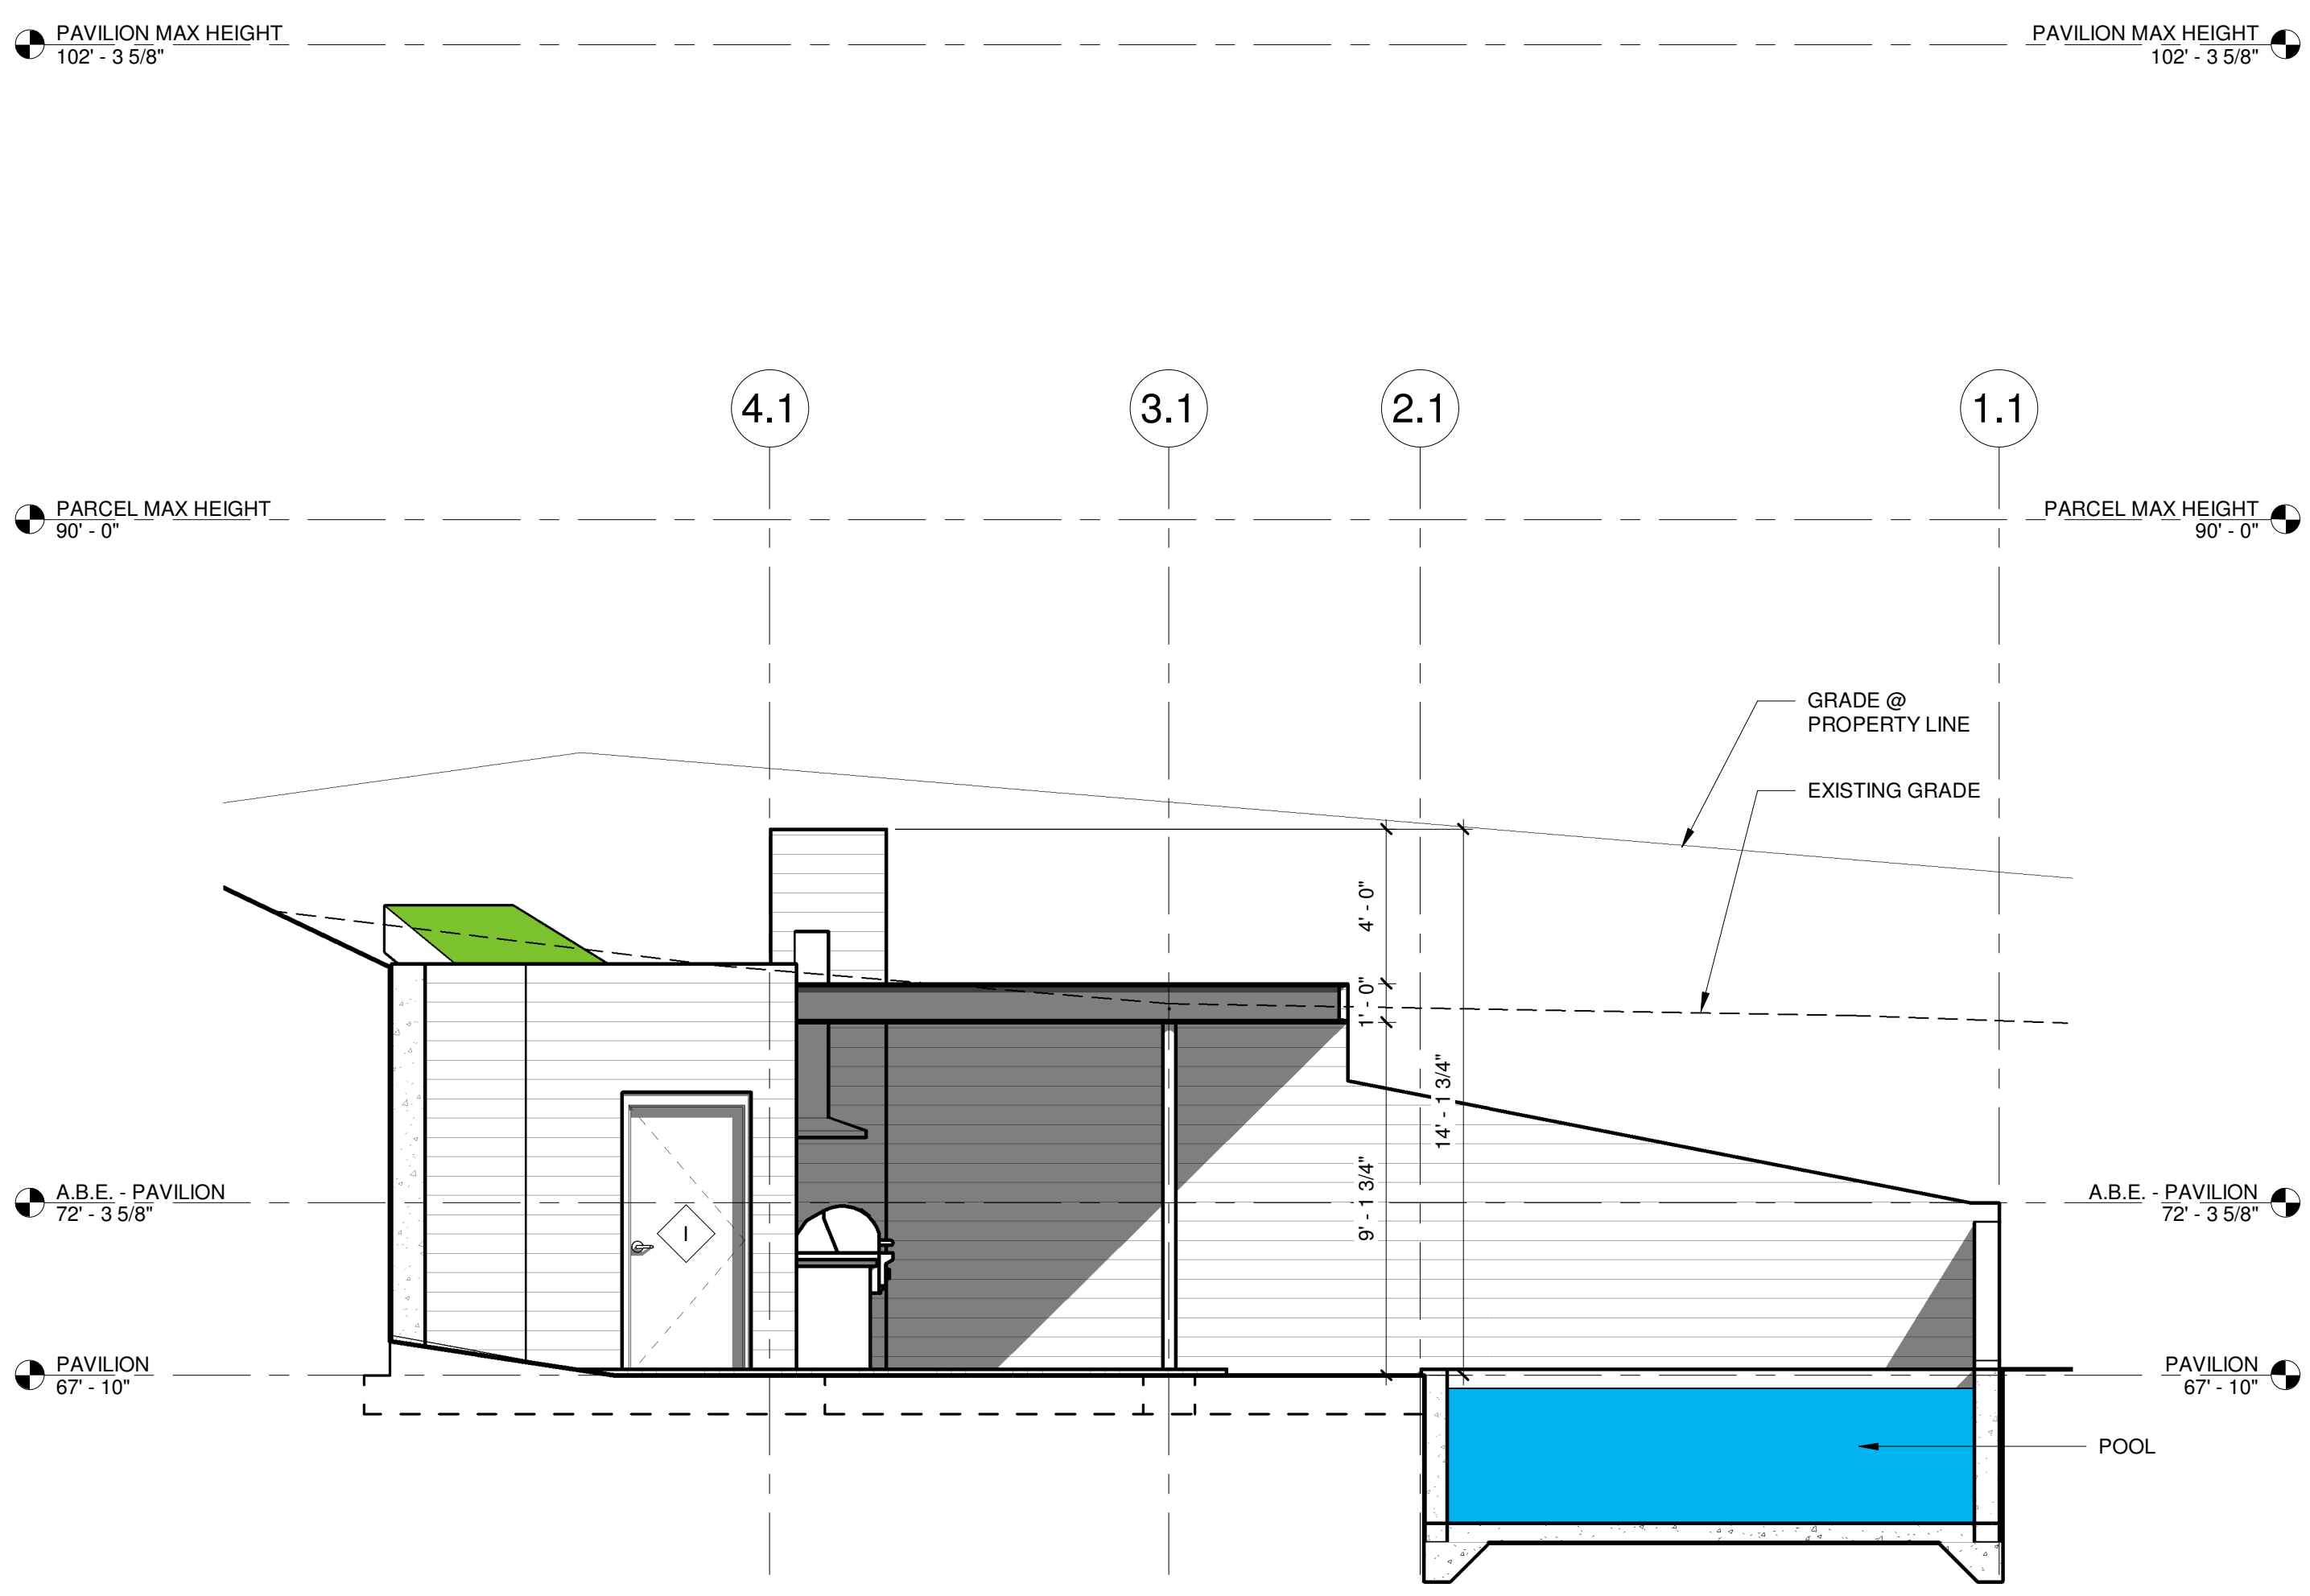 PAVILION MAX HEIGHT
102' - 3 5/8"
PAVILION MAX HEIGHT
102' - 3 5/8"
4.1
3.1
2.1
1.1
PARCEL MAX HEIGHT
90' - 0"
PARCEL MAX HEIGHT
90' - 0"
GRADE @
PROPERTY LINE
EXISTING GRADE
4' - 0"
1' - 0"
14' - 1 3/4"
9' - 1 3/4"
A.B.E. - PAVILION
72' - 3 5/8"
A.B.E. - PAVILION
72' - 3 5/8"
I
PAVILION
67' - 10"
PAVILION
67' - 10"
POOL